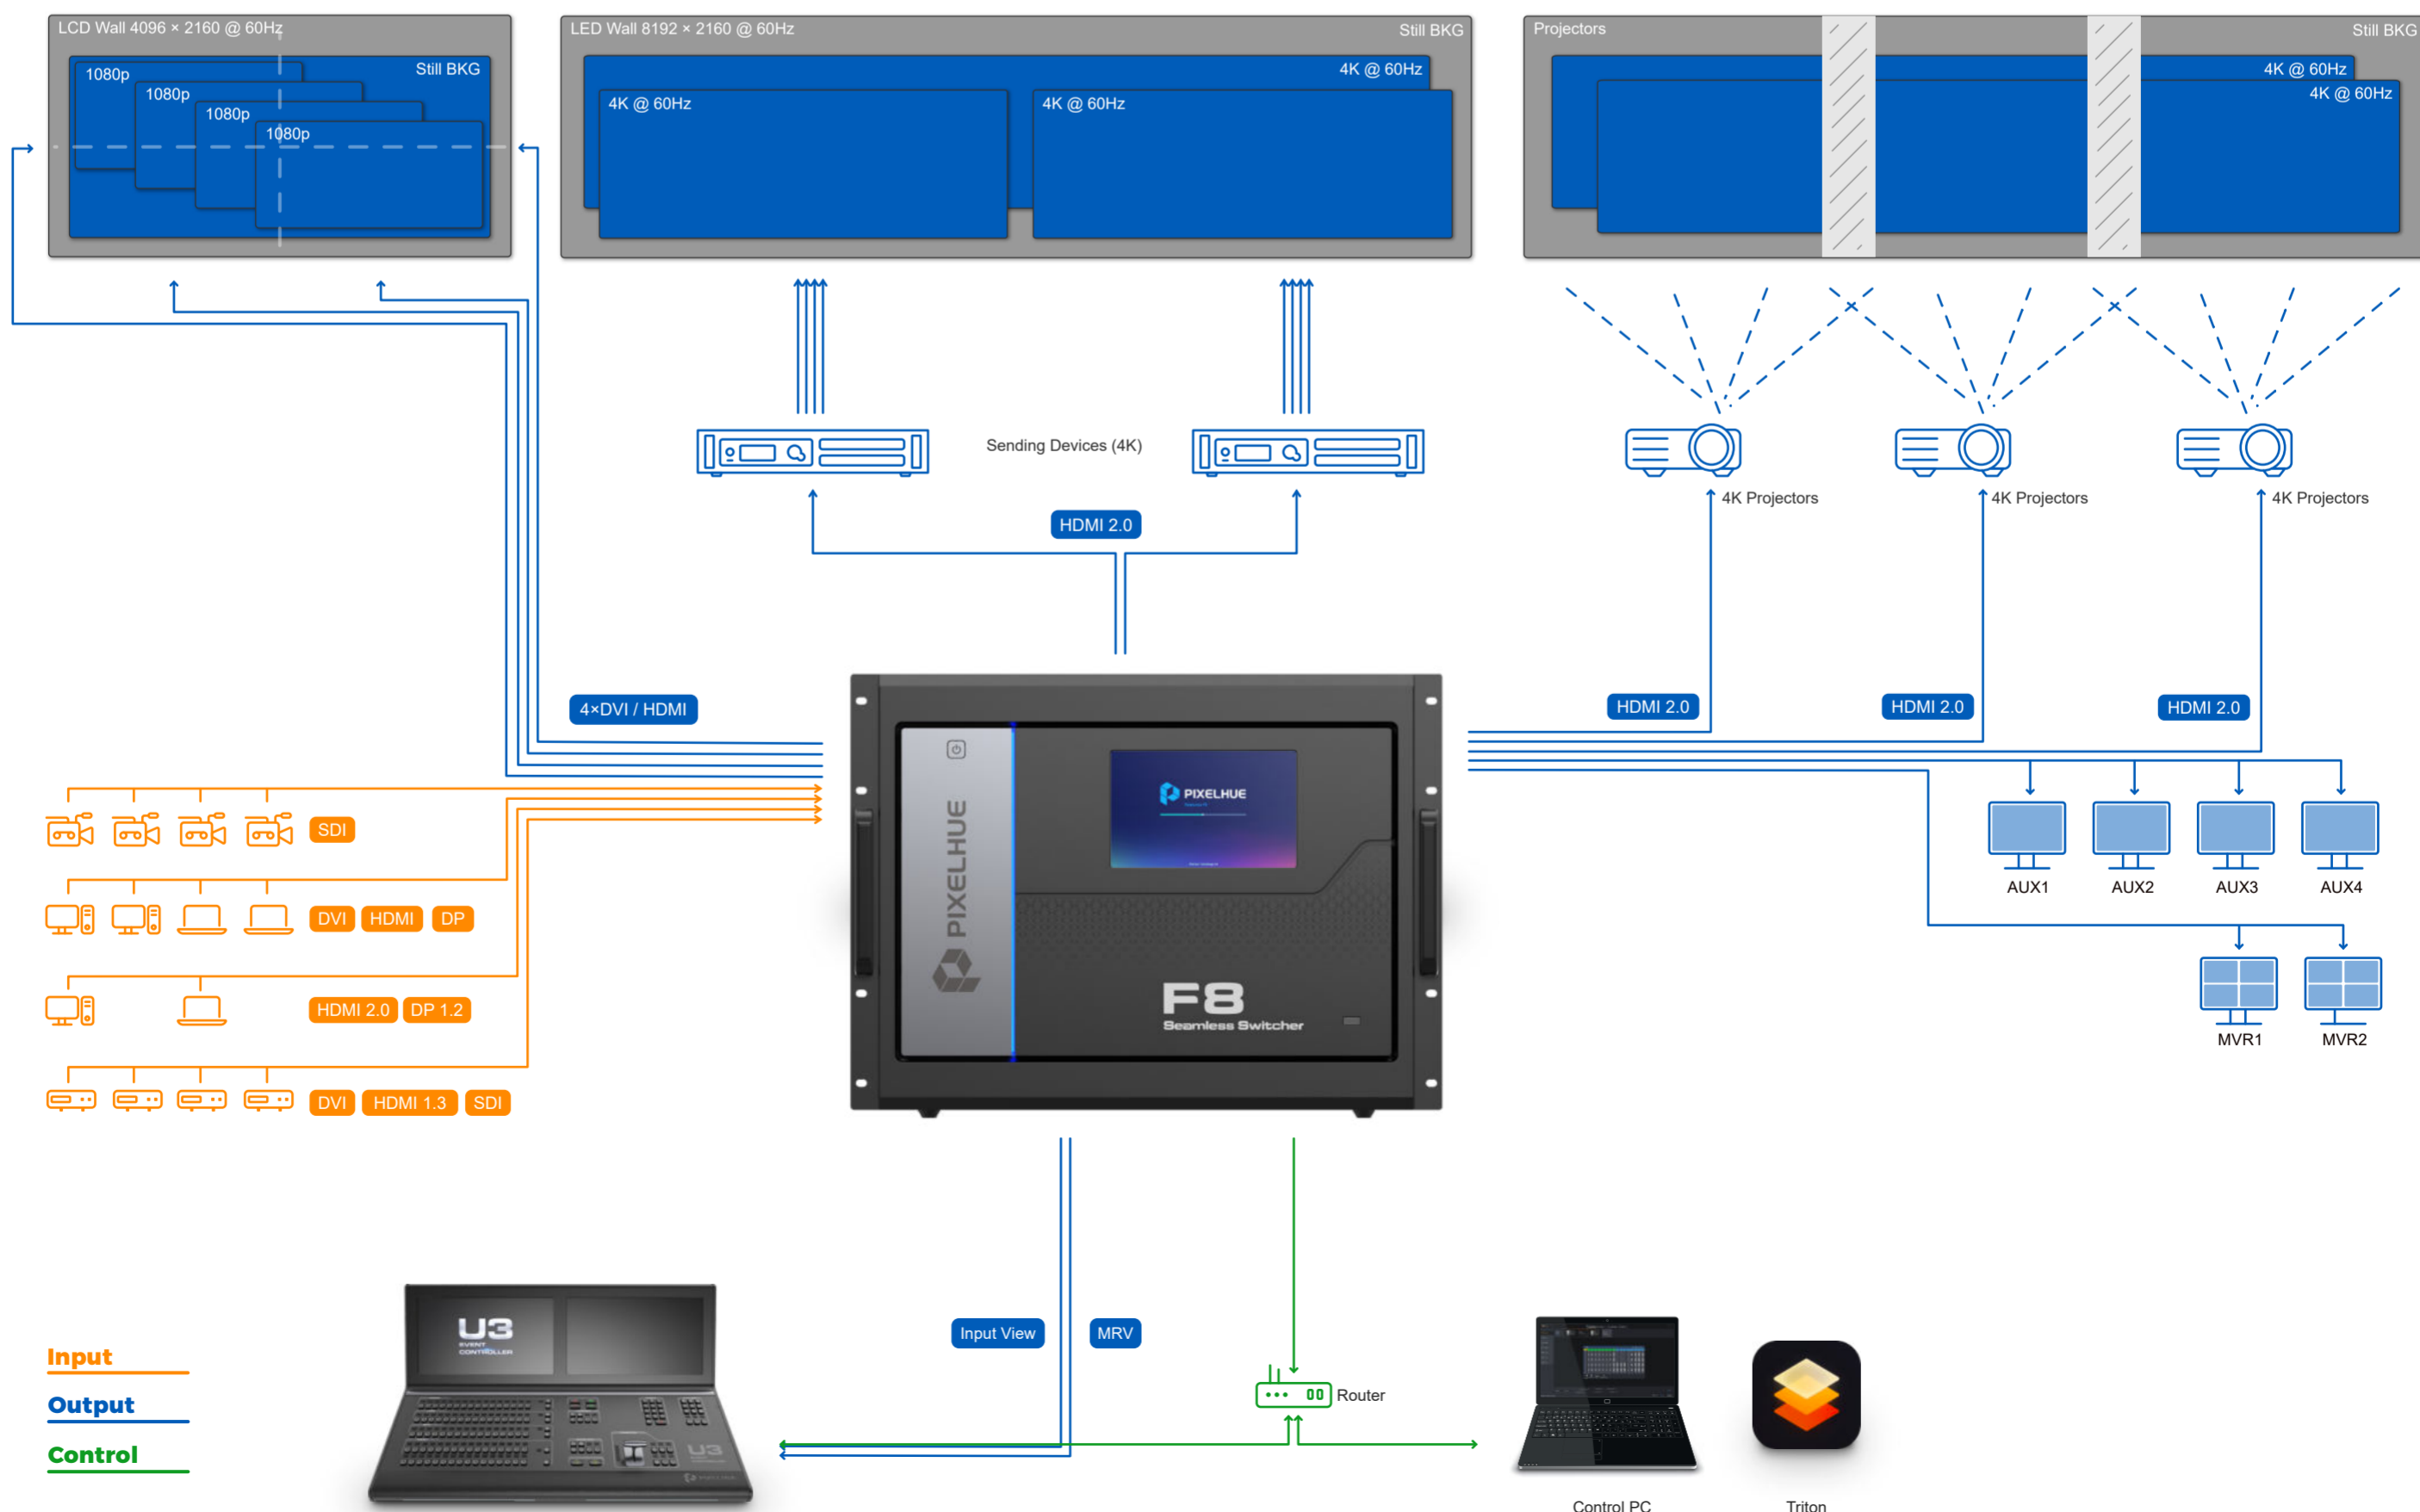 LCD Wall 4096 × 2160 @ 60Hz
Still BKG
1080p
1080p
1080p
1080p
LED Wall 8192 × 2160 @ 60Hz
Still BKG
4K @ 60Hz
4K @ 60Hz
4K @ 60Hz
Projectors
Still BKG
4K @ 60Hz
4K @ 60Hz
Sending Devices (4K)
HDMI 2.0
4K Projectors
4K Projectors
4K Projectors
4×DVI / HDMI
HDMI 2.0
HDMI 2.0
HDMI 2.0
PIXELHUE
PIXELHUE
F8
Seamless Switcher
SDI
DVI
HDMI
DP
HDMI 2.0
DP 1.2
DVI
HDMI 1.3
SDI
AUX1
AUX2
AUX3
AUX4
MVR1
MVR2
Input View
MRV
Router
U3
EVENT
CONTROLLER
U3
Input
Output
Control
Control PC
Triton